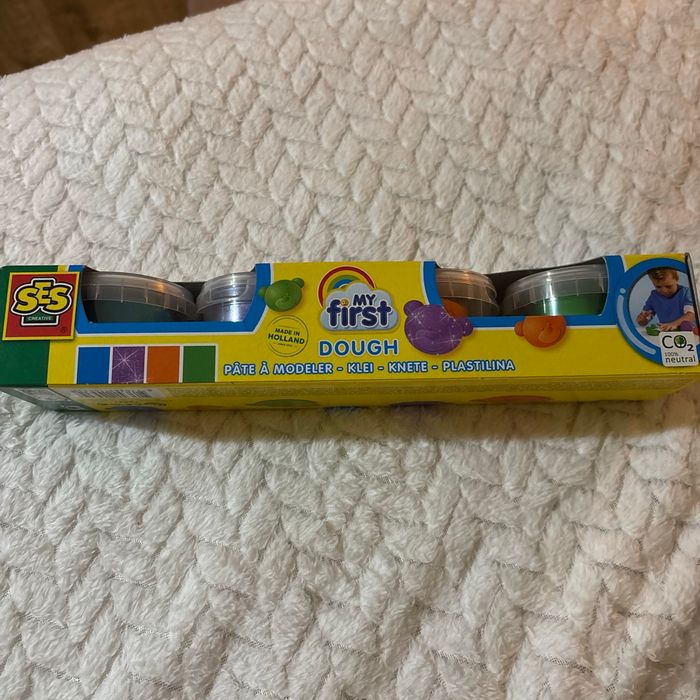 SES
CREATIVE
MY
first
DOUGH
MADE IN
HOLLAND
PÂTE À MODELER - KLEI - KNETE - PLASTILINA
CO2
100%
neutral